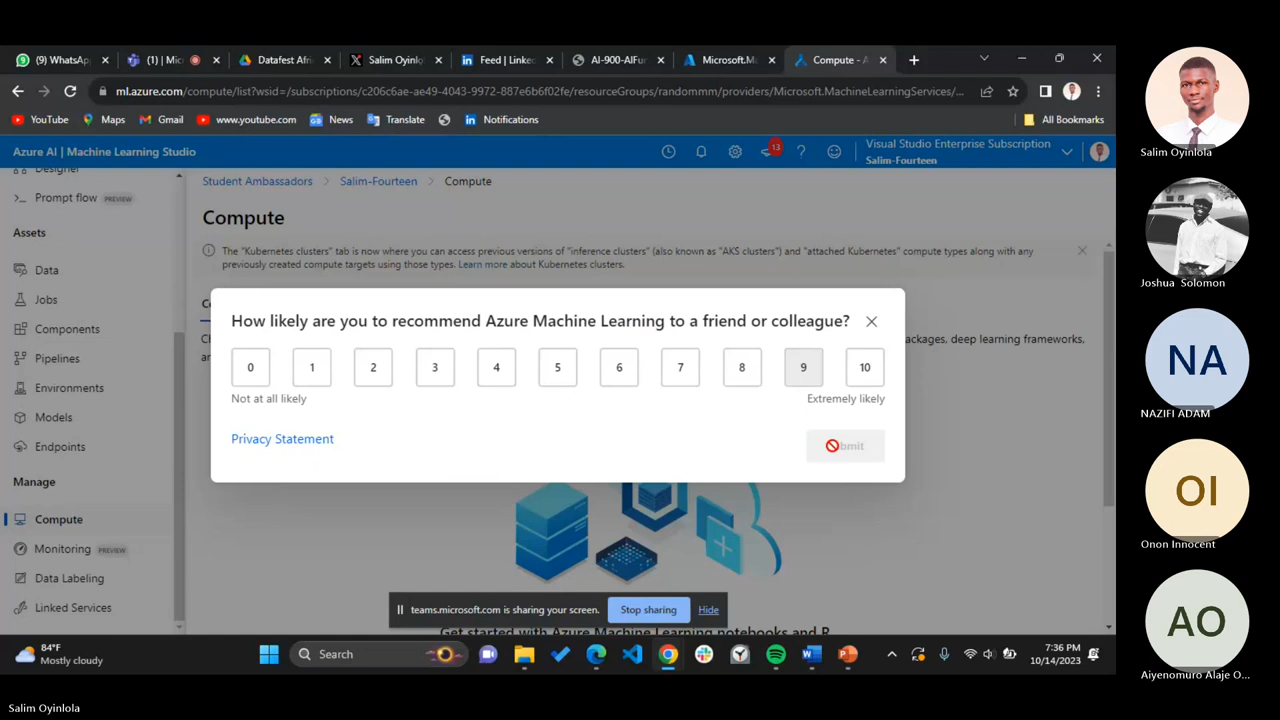 (9) WhatsAp
(1) | Mic
Datafest Afri
Salim Oyinlo
Feed | Linked
AI-900-AIFur
Microsoft.Ma
Compute - A
ml.azure.com/compute/list?wsid=/subscriptions/c206c6ae-ae49-4043-9972-8f7e6b6f02fe/resourceGroups/randommm/providers/Microsoft.MachineLearningServices/...
YouTube
Maps
Gmail
www.youtube.com
News
Translate
Notifications
All Bookmarks
Azure AI | Machine Learning Studio
13
Visual Studio Enterprise Subscription
Salim-Fourteen
Designer
Prompt flow PREVIEW
Assets
Data
Jobs
Components
Pipelines
Environments
Models
Endpoints
Manage
Compute
Monitoring PREVIEW
Data Labeling
Linked Services
Student Ambassadors > Salim-Fourteen > Compute
Compute
The "Kubernetes clusters" tab is now where you can access previous versions of "inference clusters" (also known as "AKS clusters") and "attached Kubernetes" compute types along with any
previously created compute targets using those types. Learn more about Kubernetes clusters.
ackages, deep learning frameworks,
How likely are you to recommend Azure Machine Learning to a friend or colleague?
0 1 2 3 4 5 6 7 8 9 10
Not at all likely Extremely likely
Privacy Statement
bmit
teams.microsoft.com is sharing your screen. Stop sharing Hide
Get started with Azure Machine Learning notebooks and R
84°F
Mostly cloudy
Search
7:36 PM
10/14/2023
Salim Oyinlola
Joshua Solomon
NA
NAZIFI ADAM
OI
Onon Innocent
AO
Aiyenomuro Alaje O...
Salim Oyinlola